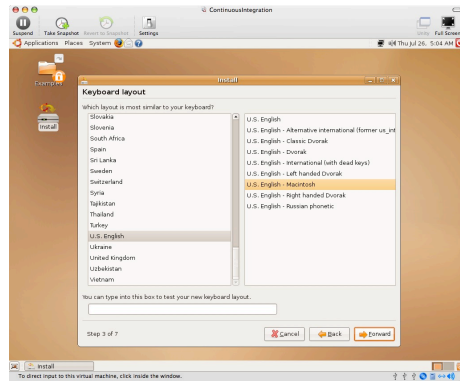 ContinuousIntegration
Suspend Take Snapshot Revert to Snapshot Settings Unity Full Screen
Applications Places System Thu Jul 26, 5:04 AM
Examples
Install
Install
Keyboard layout
Which layout is most similar to your keyboard?
Slovakia
Slovenia
South Africa
Spain
Sri Lanka
Sweden
Switzerland
Syria
Tajikistan
Thailand
Turkey
U.S. English
Ukraine
United Kingdom
Uzbekistan
Vietnam
U.S. English
U.S. English - Alternative international (former us_int
U.S. English - Classic Dvorak
U.S. English - Dvorak
U.S. English - International (with dead keys)
U.S. English - Left handed Dvorak
U.S. English - Macintosh
U.S. English - Right handed Dvorak
U.S. English - Russian phonetic
You can type into this box to test your new keyboard layout.
Step 3 of 7
Cancel Back Forward
Install
To direct input to this virtual machine, click inside the window.